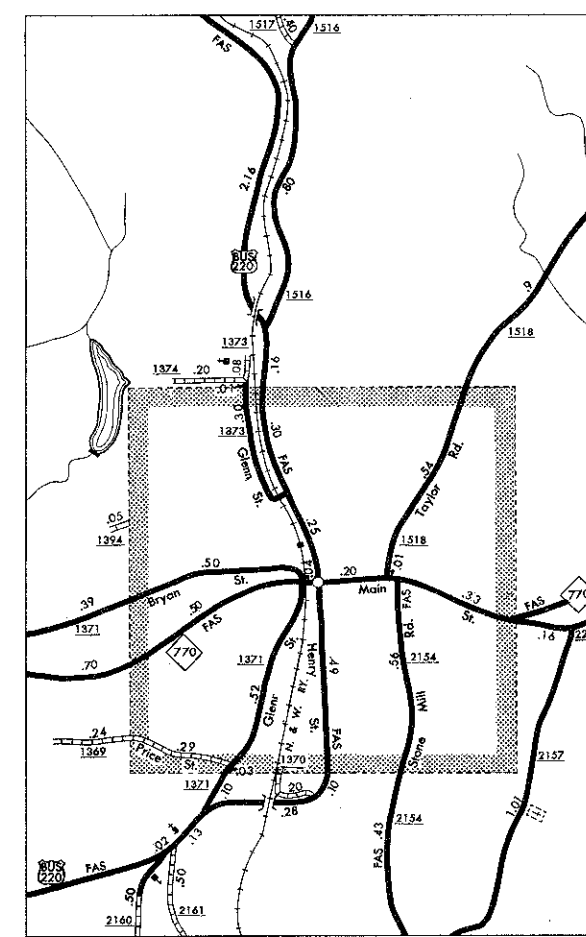 1517
.40
1516
FAS
2.16
.80
BUS
220
1516
.9
1518
1373
.16
1374
.20
.08
.01
.30
1373
.30
Glenn
St.
FAS
.54
Taylor
Rd.
.25
.05
1394
1518
.01
.50
.04
.20
Main
.39
Bryan
St.
1371
.50
FAS
770
.70
FAS
.33
St.
FAS
770
.16
Rd.
.56
2154
Mill
Stone
1371
St.
Glenn
.52
Henry
St.
.49
N. & W. RY.
FAS
.24
1369
.29
Price St.
.03
1370
1371
.10
.20
.10
.28
2157
1.01
2154
.43
FAS
.02
.13
BUS
220
FAS
.50
.50
2160
2161